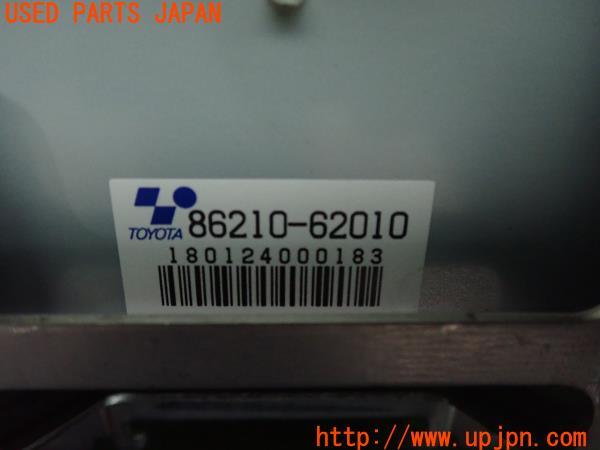 USED PARTS JAPAN
TOYOTA 86210-62010
180124000183
http://www.upjpn.com